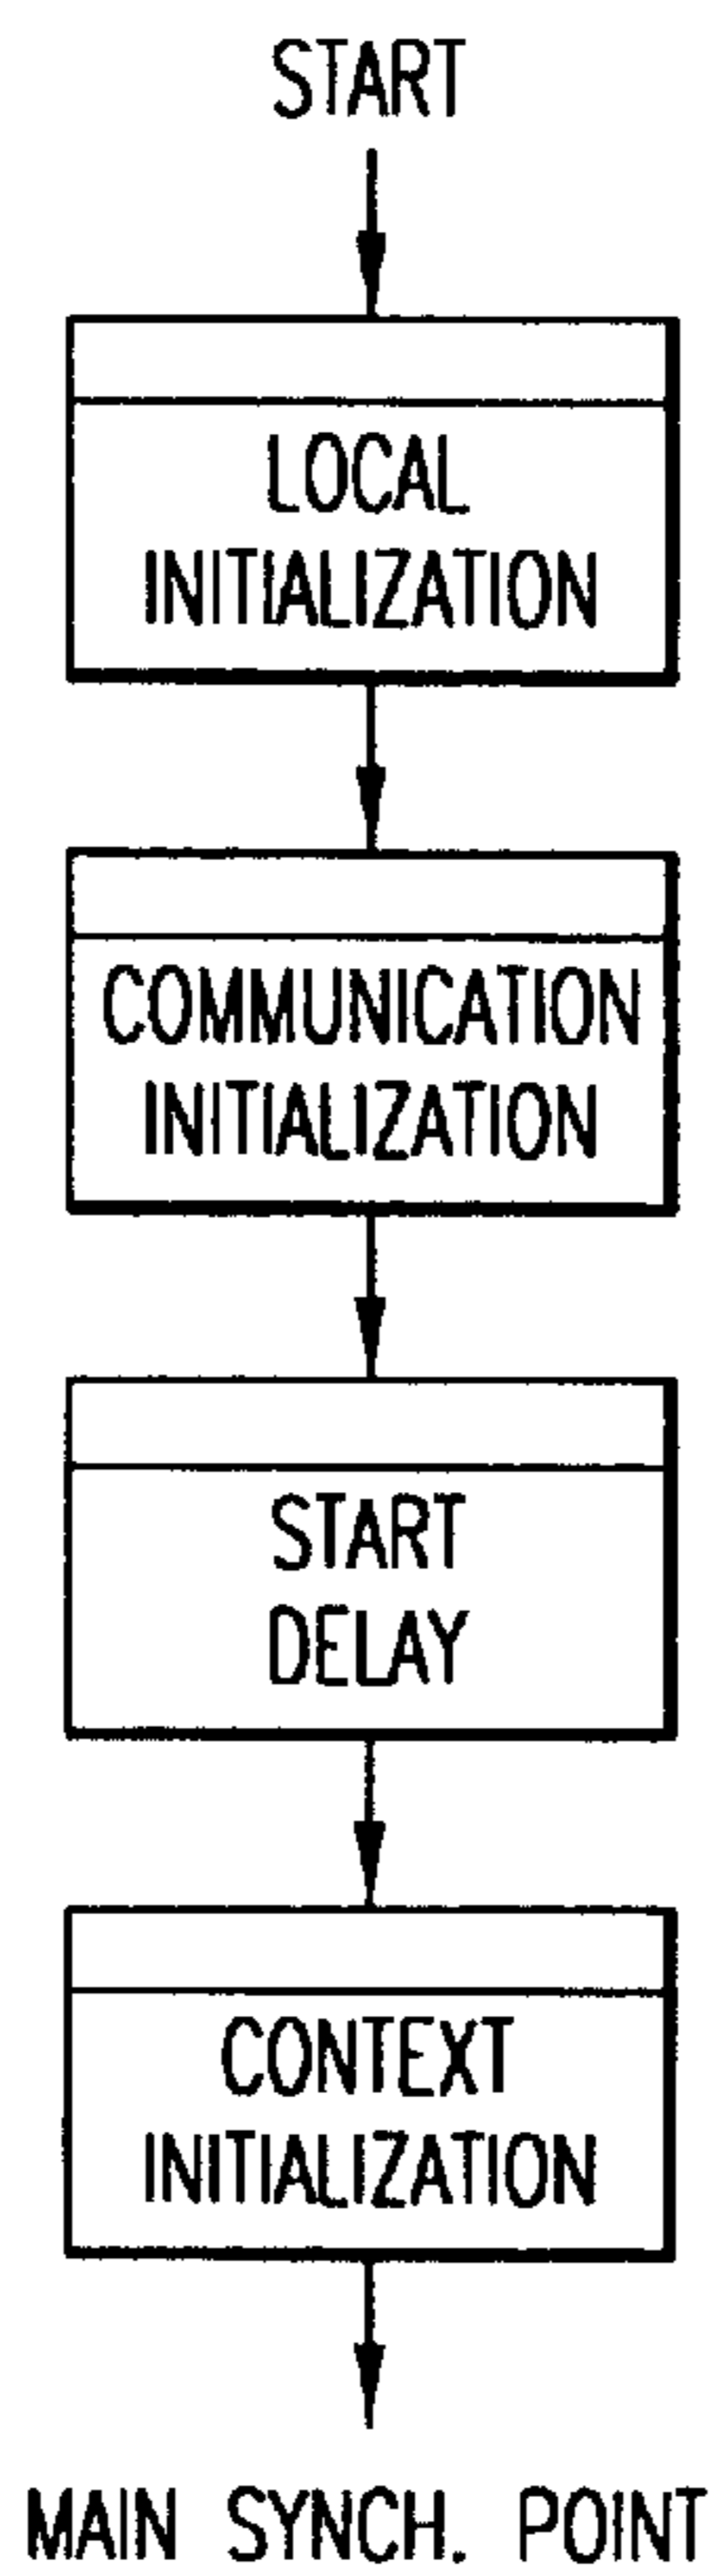 START
LOCAL
INITIALIZATION
COMMUNICATION
INITIALIZATION
START
DELAY
CONTEXT
INITIALIZATION
MAIN SYNCH. POINT